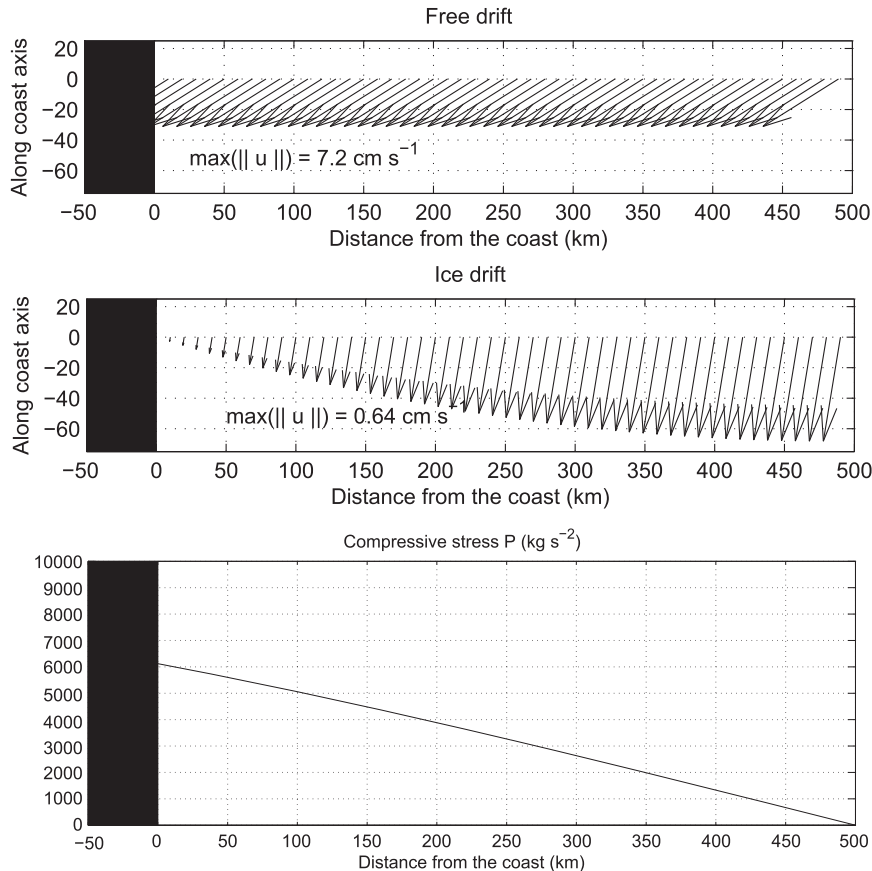 Free drift
20
0
−20
−40
−60
Along coast axis
max(|| u ||) = 7.2 cm s−1
−50 0 50 100 150 200 250 300 350 400 450 500
Distance from the coast (km)
Ice drift
20
0
−20
−40
−60
Along coast axis
max(|| u ||) = 0.64 cm s−1
−50 0 50 100 150 200 250 300 350 400 450 500
Distance from the coast (km)
Compressive stress P (kg s−2)
10000
9000
8000
7000
6000
5000
4000
3000
2000
1000
0
−50 0 50 100 150 200 250 300 350 400 450 500
Distance from the coast (km)